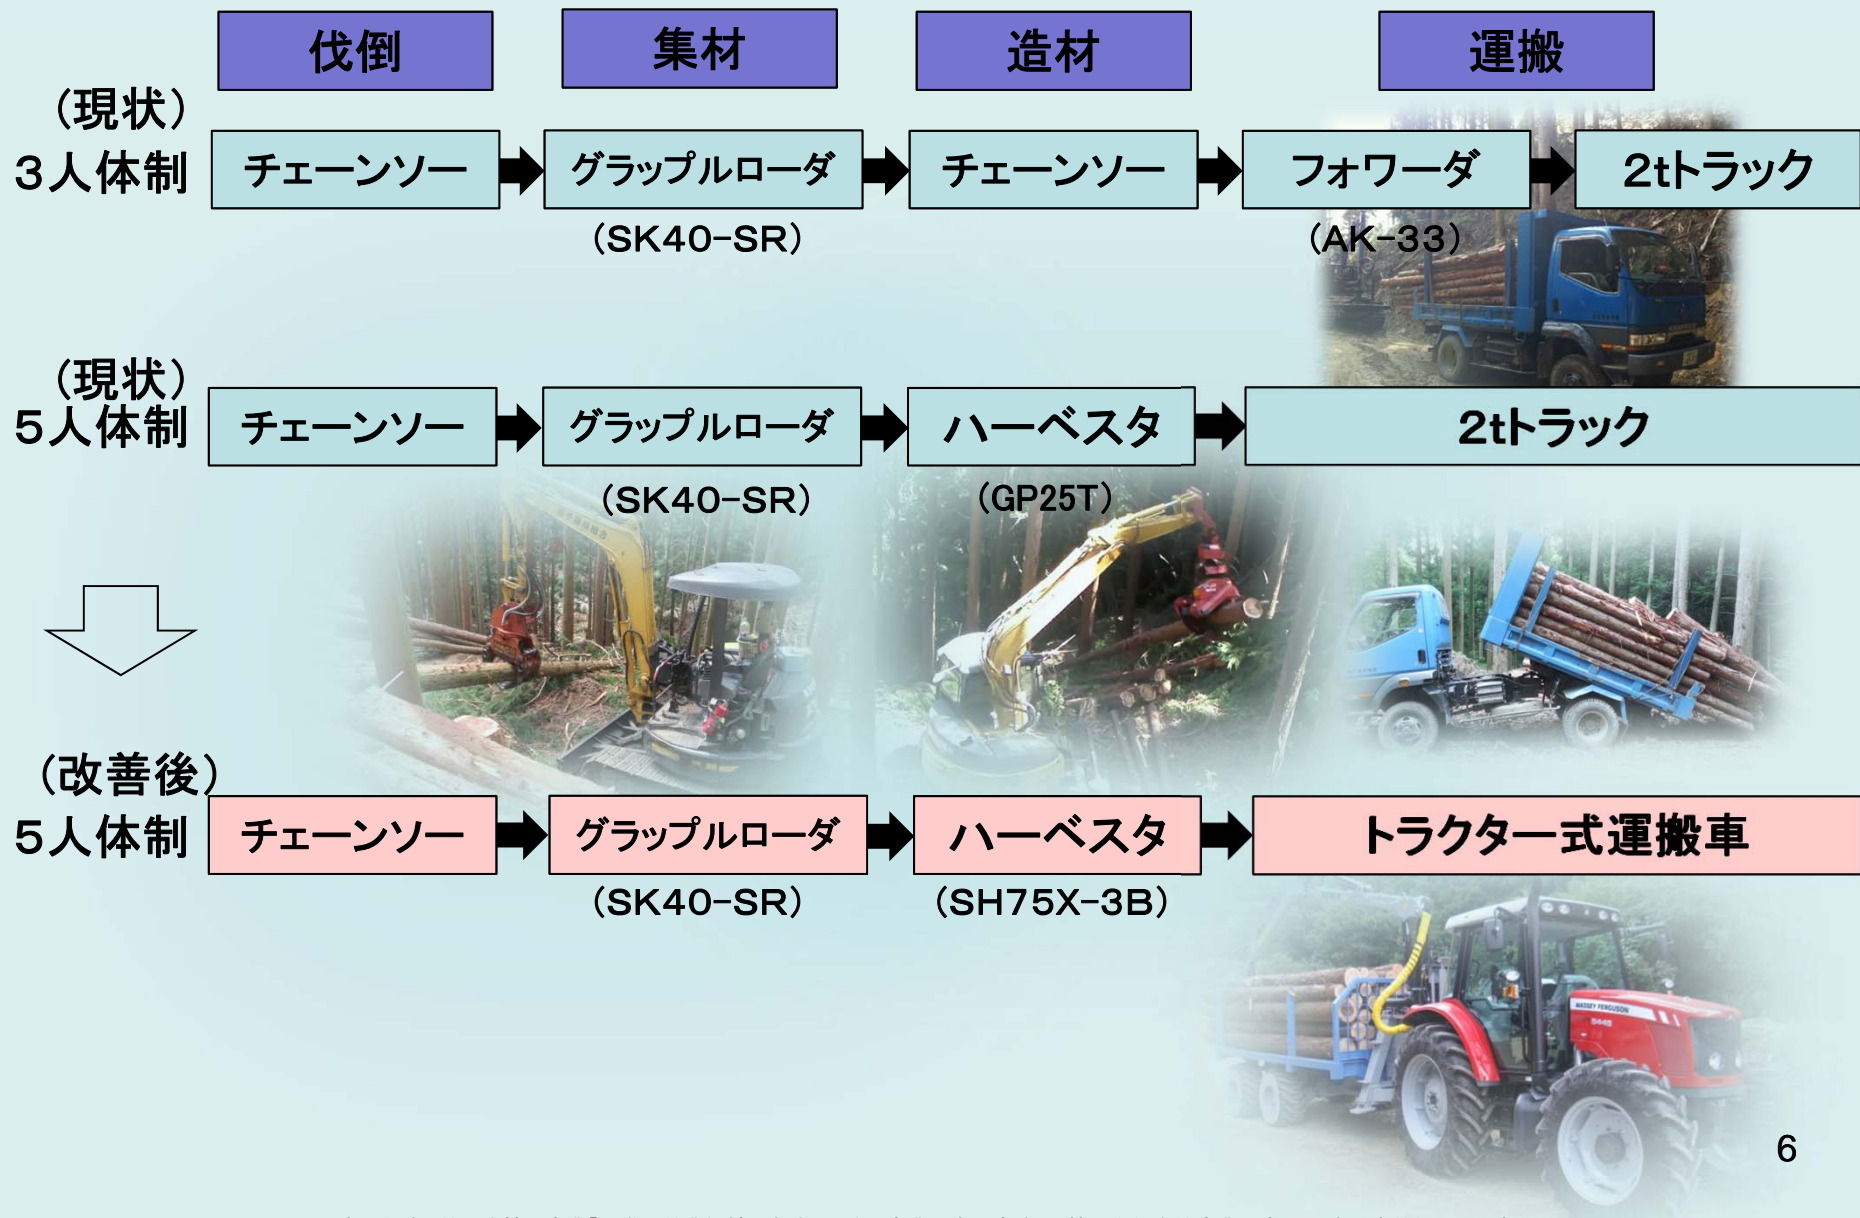 伐倒 集材 造材 運搬
(現状)
3人体制 チェーンソー グラップルローダ チェーンソー フォワーダ 2tトラック
(SK40-SR) (AK-33)
(現状)
5人体制 チェーンソー グラップルローダ ハーベスタ 2tトラック
(SK40-SR) (GP25T)
(改善後)
5人体制 チェーンソー グラップルローダ ハーベスタ トラクター式運搬車
(SK40-SR) (SH75X-3B)
MASSEY FERGUSON
5445
6